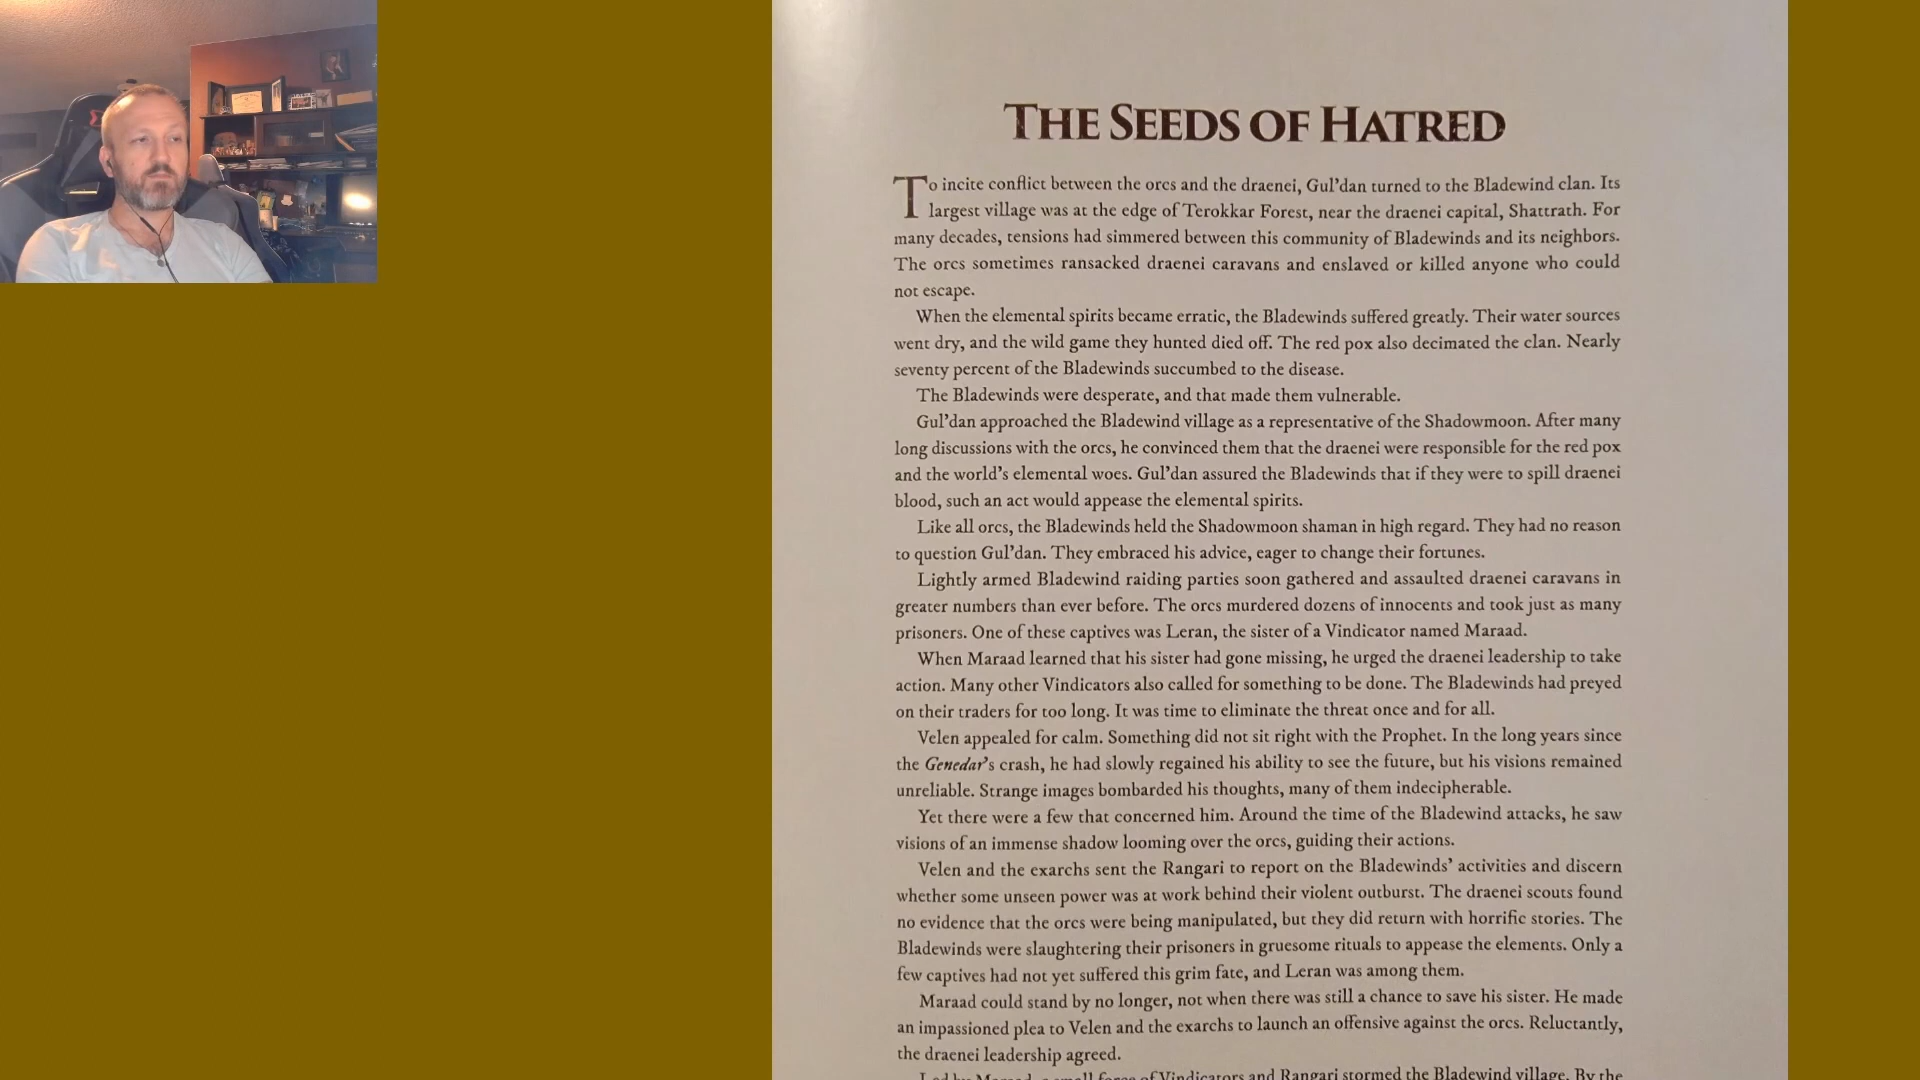 THE SEEDS OF HATRED
To incite conflict between the orcs and the draenei, Gul'dan turned to the Bladewind clan. Its
largest village was at the edge of Terokkar Forest, near the draenei capital, Shattrath. For
many decades, tensions had simmered between this community of Bladewinds and its neighbors.
The orcs sometimes ransacked draenei caravans and enslaved or killed anyone who could
not escape.
When the elemental spirits became erratic, the Bladewinds suffered greatly. Their water sources
went dry, and the wild game they hunted died off. The red pox also decimated the clan. Nearly
seventy percent of the Bladewinds succumbed to the disease.
The Bladewinds were desperate, and that made them vulnerable.
Gul'dan approached the Bladewind village as a representative of the Shadowmoon. After many
long discussions with the orcs, he convinced them that the draenei were responsible for the red pox
and the world's elemental woes. Gul'dan assured the Bladewinds that if they were to spill draenei
blood, such an act would appease the elemental spirits.
Like all orcs, the Bladewinds held the Shadowmoon shaman in high regard. They had no reason
to question Gul'dan. They embraced his advice, eager to change their fortunes.
Lightly armed Bladewind raiding parties soon gathered and assaulted draenei caravans in
greater numbers than ever before. The orcs murdered dozens of innocents and took just as many
prisoners. One of these captives was Leran, the sister of a Vindicator named Maraad.
When Maraad learned that his sister had gone missing, he urged the draenei leadership to take
action. Many other Vindicators also called for something to be done. The Bladewinds had preyed
on their traders for too long. It was time to eliminate the threat once and for all.
Velen appealed for calm. Something did not sit right with the Prophet. In the long years since
the Genedar's crash, he had slowly regained his ability to see the future, but his visions remained
unreliable. Strange images bombarded his thoughts, many of them indecipherable.
Yet there were a few that concerned him. Around the time of the Bladewind attacks, he saw
visions of an immense shadow looming over the orcs, guiding their actions.
Velen and the exarchs sent the Rangari to report on the Bladewinds' activities and discern
whether some unseen power was at work behind their violent outburst. The draenei scouts found
no evidence that the orcs were being manipulated, but they did return with horrific stories. The
Bladewinds were slaughtering their prisoners in gruesome rituals to appease the elements. Only a
few captives had not yet suffered this grim fate, and Leran was among them.
Maraad could stand by no longer, not when there was still a chance to save his sister. He made
an impassioned plea to Velen and the exarchs to launch an offensive against the orcs. Reluctantly,
the draenei leadership agreed.
Led by Maraad, a small force of Vindicators and Rangari stormed the Bladewind village. By the